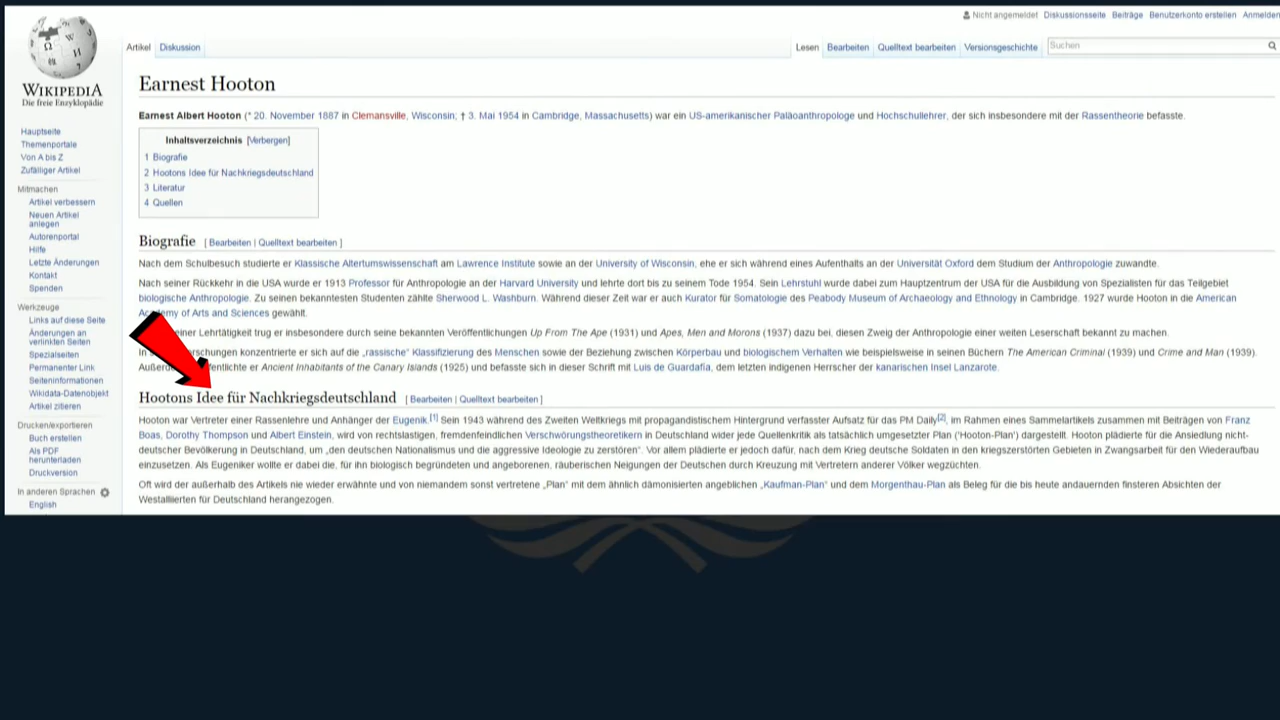 Nicht angemeldet Diskussionsseite Beiträge Benutzerkonto erstellen Anmelden
Artikel Diskussion Lesen Bearbeiten Quelltext bearbeiten Versionsgeschichte Suchen
WIKIPEDIA
Die freie Enzyklopädie
Hauptseite
Themenportale
Von A bis Z
Zufälliger Artikel
Mitmachen
Artikel verbessern
Neuen Artikel
anlegen
Autorenportal
Hilfe
Letzte Änderungen
Kontakt
Spenden
Werkzeuge
Links auf diese Seite
Änderungen an
verlinkten Seiten
Spezialseiten
Permanenter Link
Seiteninformationen
Wikidata-Datenobjekt
Artikel zitieren
Drucken/exportieren
Buch erstellen
Als PDF
herunterladen
Druckversion
In anderen Sprachen
English
Earnest Hooton
Earnest Albert Hooton (* 20. November 1887 in Clemansville, Wisconsin; † 3. Mai 1954 in Cambridge, Massachusetts) war ein US-amerikanischer Paläoanthropologe und Hochschullehrer, der sich insbesondere mit der Rassentheorie befasste.
Inhaltsverzeichnis [Verbergen]
1 Biografie
2 Hootons Idee für Nachkriegsdeutschland
3 Literatur
4 Quellen
Biografie [ Bearbeiten | Quelltext bearbeiten ]
Nach dem Schulbesuch studierte er Klassische Altertumswissenschaft am Lawrence Institute sowie an der University of Wisconsin, ehe er sich während eines Aufenthalts an der Universität Oxford dem Studium der Anthropologie zuwandte.
Nach seiner Rückkehr in die USA wurde er 1913 Professor für Anthropologie an der Harvard University und lehrte dort bis zu seinem Tode 1954. Sein Lehrstuhl wurde dabei zum Hauptzentrum der USA für die Ausbildung von Spezialisten für das Teilgebiet
biologische Anthropologie. Zu seinen bekanntesten Studenten zählte Sherwood L. Washburn. Während dieser Zeit war er auch Kurator für Somatologie des Peabody Museum of Archaeology and Ethnology in Cambridge. 1927 wurde Hooton in die American
of Arts and Sciences gewählt.
einer Lehrtätigkeit trug er insbesondere durch seine bekannten Veröffentlichungen Up From The Ape (1931) und Apes, Men and Morons (1937) dazu bei, diesen Zweig der Anthropologie einer weiten Leserschaft bekannt zu machen.
In konzentrierte er sich auf die „rassische“ Klassifizierung des Menschen sowie der Beziehung zwischen Körperbau und biologischem Verhalten wie beispielsweise in seinen Büchern The American Criminal (1939) und Crime and Man (1939).
er Ancient Inhabitants of the Canary Islands (1925) und befasste sich in dieser Schrift mit Luis de Guardafía, dem letzten indigenen Herrscher der kanarischen Insel Lanzarote.
Hootons Idee für Nachkriegsdeutschland [ Bearbeiten | Quelltext bearbeiten ]
Hooton war Vertreter einer Rassenlehre und Anhänger der Eugenik.[1] Sein 1943 während des Zweiten Weltkriegs mit propagandistischem Hintergrund verfasster Aufsatz für das PM Daily[2], im Rahmen eines Sammelartikels zusammen mit Beiträgen von Franz
Boas, Dorothy Thompson und Albert Einstein, wird von rechtslastigen, fremdenfeindlichen Verschwörungstheoretikern in Deutschland wider jede Quellenkritik als tatsächlich umgesetzter Plan ('Hooton-Plan') dargestellt. Hooton plädierte für die Ansiedlung nicht-
deutscher Bevölkerung in Deutschland, um „den deutschen Nationalismus und die aggressive Ideologie zu zerstören“. Vor allem plädierte er jedoch dafür, nach dem Krieg deutsche Soldaten in den kriegszerstörten Gebieten in Zwangsarbeit für den Wiederaufbau
einzusetzen. Als Eugeniker wollte er dabei die, für ihn biologisch begründeten und angeborenen, räuberischen Neigungen der Deutschen durch Kreuzung mit Vertretern anderer Völker wegzüchten.
Oft wird der außerhalb des Artikels nie wieder erwähnte und von niemandem sonst vertretene „Plan“ mit dem ähnlich dämonisierten angeblichen „Kaufman-Plan“ und dem Morgenthau-Plan als Beleg für die bis heute andauernden finsteren Absichten der
Westalliierten für Deutschland herangezogen.